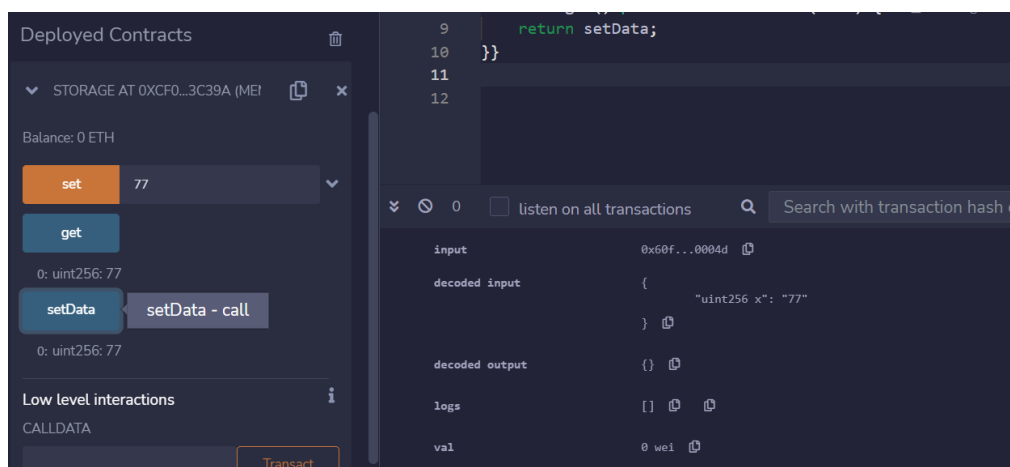 Deployed Contracts
STORAGE AT 0XCF0...3C39A (MEI
Balance: 0 ETH
set 77
get
0: uint256: 77
setData setData - call
0: uint256: 77
Low level interactions i
CALLDATA
Transact
9 return setData;
10 }}
11
12
0 listen on all transactions Search with transaction hash
input 0x60f...0004d
decoded input {
"uint256 x": "77"
}
decoded output {}
logs []
val 0 wei